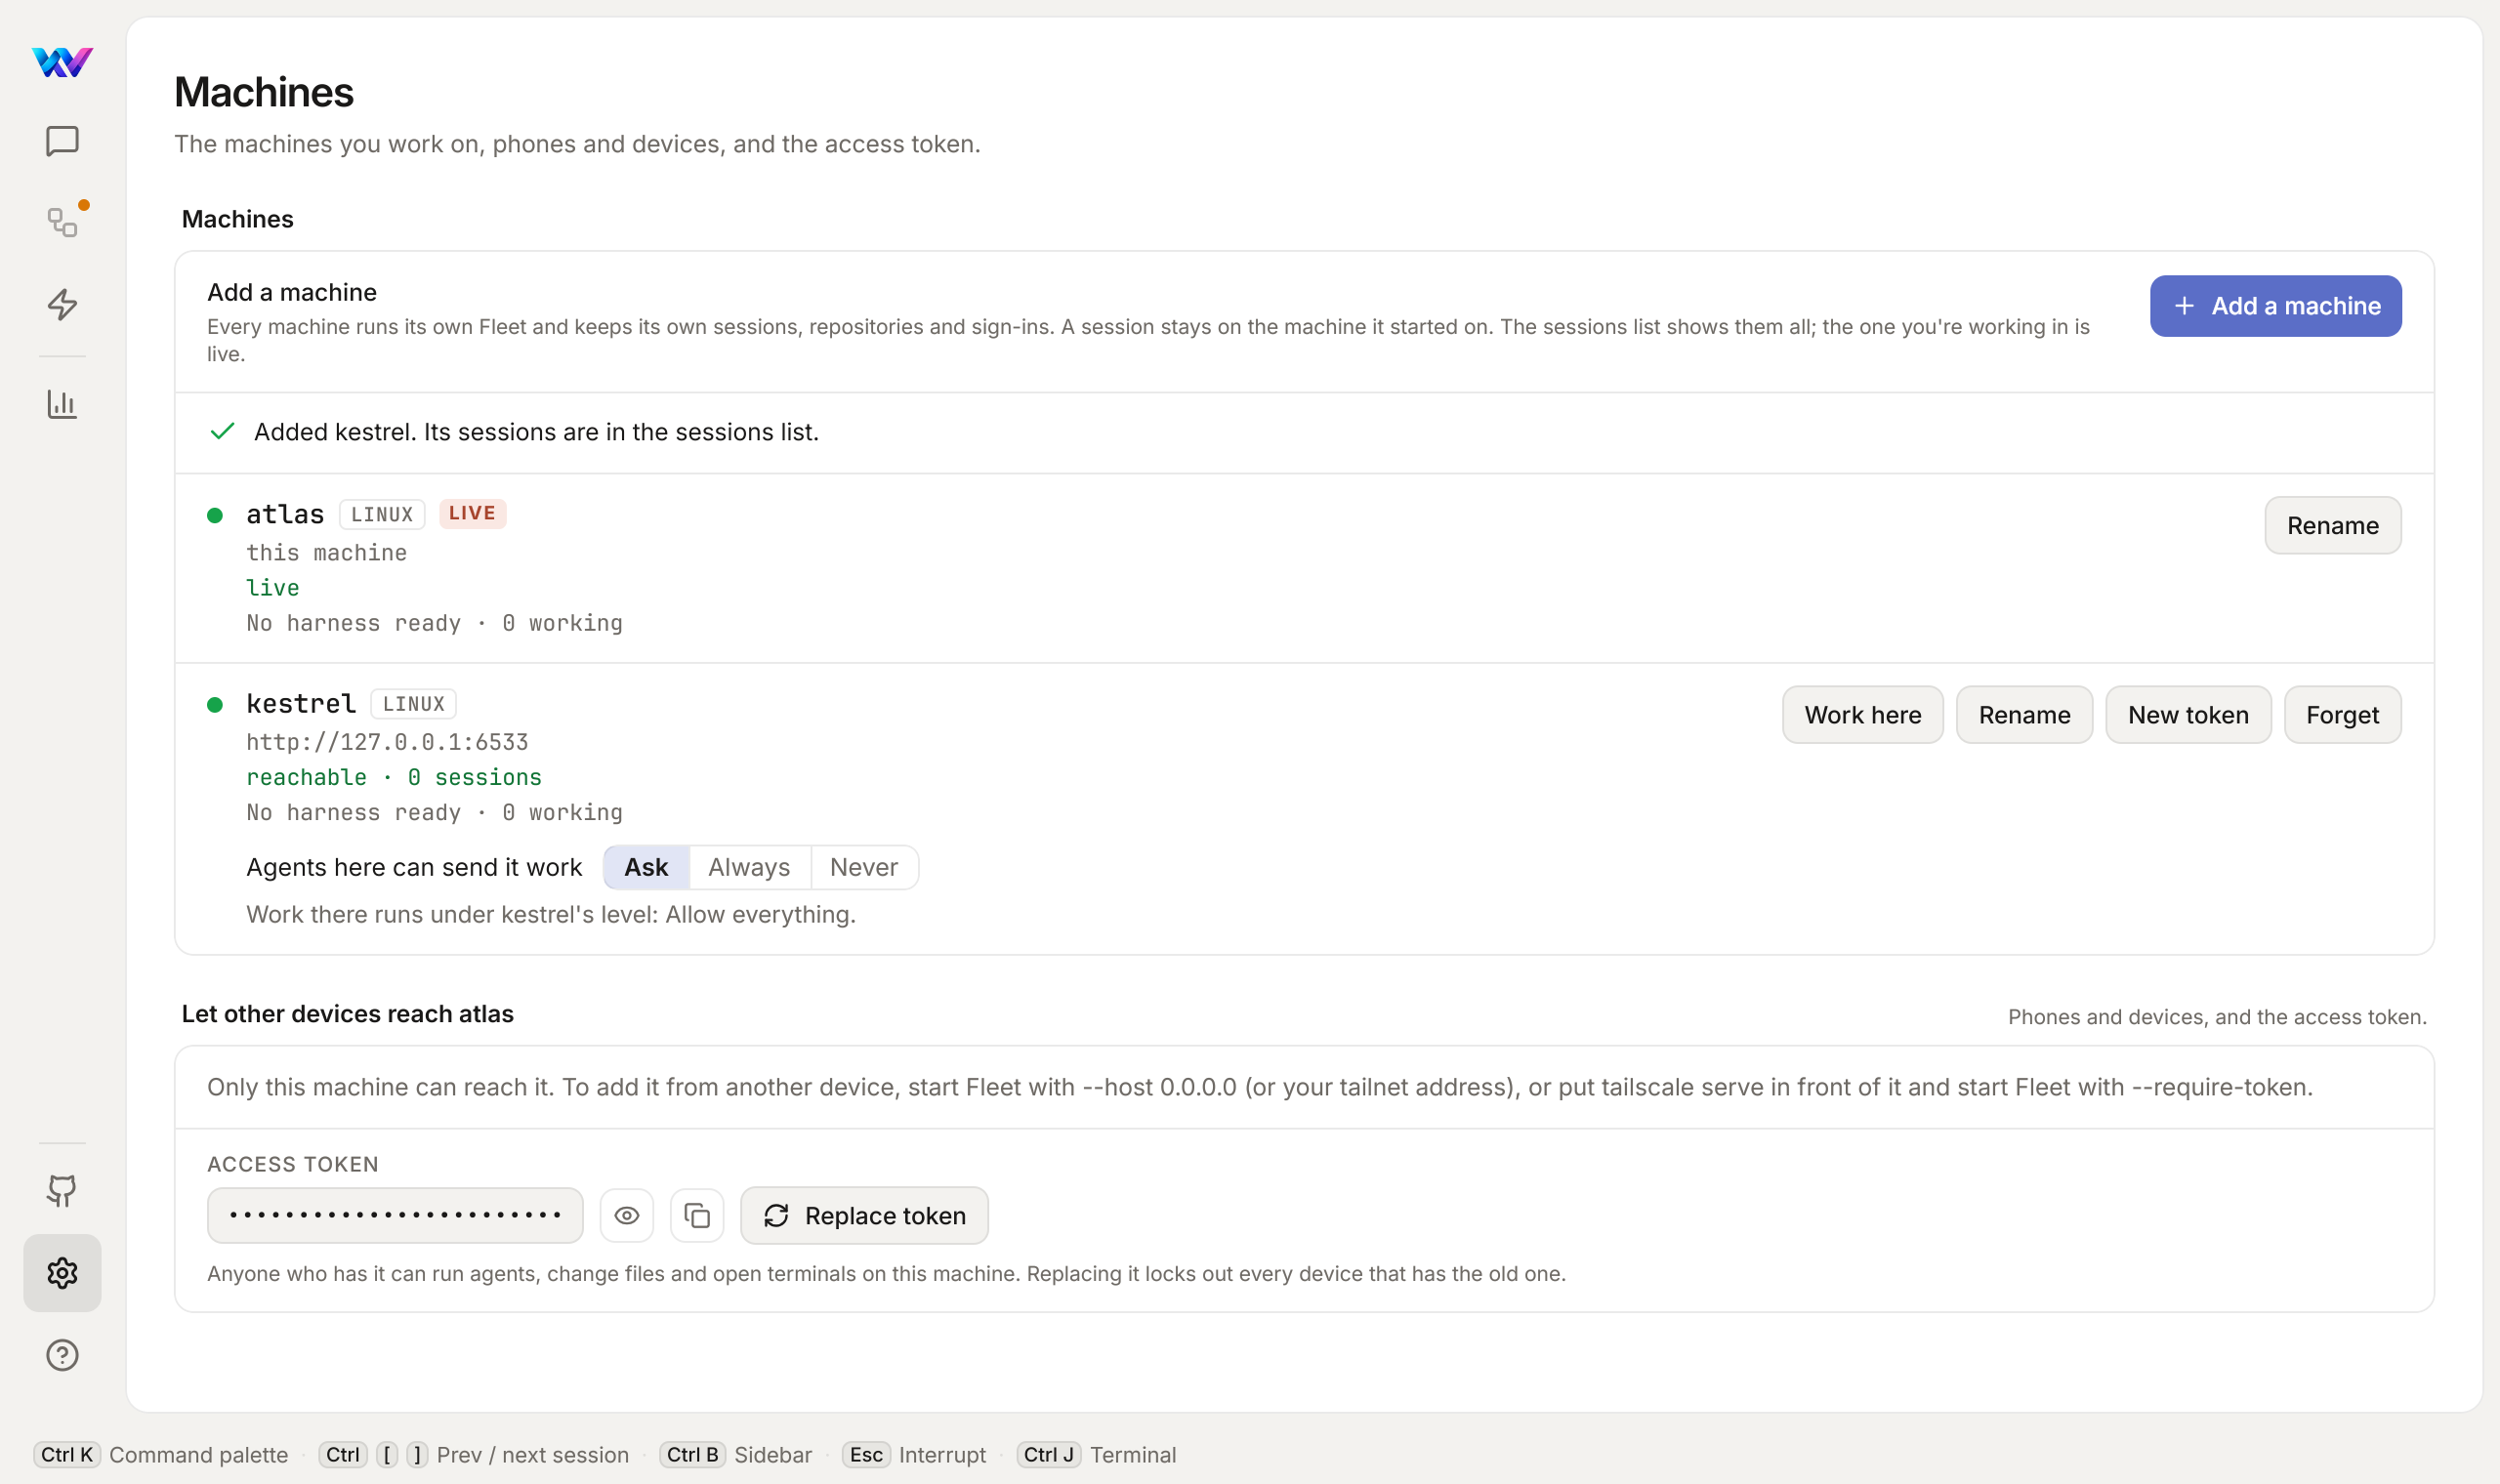 Machines
The machines you work on, phones and devices, and the access token.
Machines
Add a machine
Every machine runs its own Fleet and keeps its own sessions, repositories and sign-ins. A session stays on the machine it started on. The sessions list shows them all; the one you're working in is
live.
+ Add a machine
Added kestrel. Its sessions are in the sessions list.
atlas LINUX LIVE
this machine
live
No harness ready · 0 working
Rename
kestrel LINUX
http://127.0.0.1:6533
reachable · 0 sessions
No harness ready · 0 working
Work here Rename New token Forget
Agents here can send it work Ask Always Never
Work there runs under kestrel's level: Allow everything.
Let other devices reach atlas
Phones and devices, and the access token.
Only this machine can reach it. To add it from another device, start Fleet with --host 0.0.0.0 (or your tailnet address), or put tailscale serve in front of it and start Fleet with --require-token.
ACCESS TOKEN
•••••••••••••••••••••••• Replace token
Anyone who has it can run agents, change files and open terminals on this machine. Replacing it locks out every device that has the old one.
Ctrl K Command palette · Ctrl [ ] Prev / next session · Ctrl B Sidebar · Esc Interrupt · Ctrl J Terminal